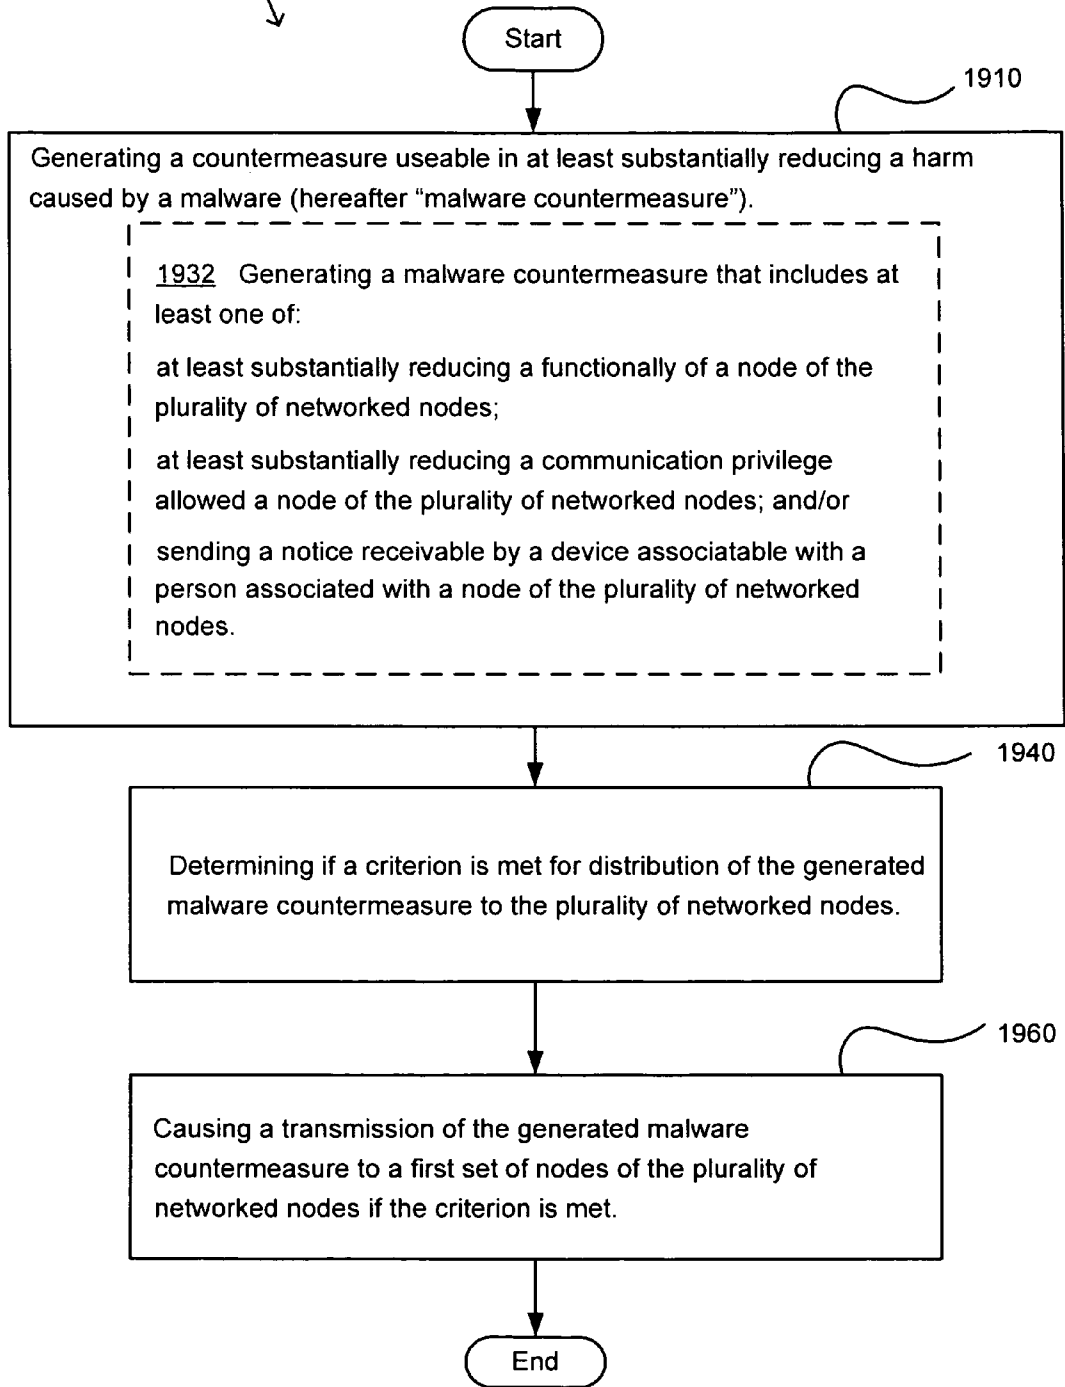 Start
1910
Generating a countermeasure useable in at least substantially reducing a harm
caused by a malware (hereafter “malware countermeasure”).
1932 Generating a malware countermeasure that includes at
least one of:
at least substantially reducing a functionally of a node of the
plurality of networked nodes;
at least substantially reducing a communication privilege
allowed a node of the plurality of networked nodes; and/or
sending a notice receivable by a device associatable with a
person associated with a node of the plurality of networked
nodes.
1940
Determining if a criterion is met for distribution of the generated
malware countermeasure to the plurality of networked nodes.
1960
Causing a transmission of the generated malware
countermeasure to a first set of nodes of the plurality of
networked nodes if the criterion is met.
End